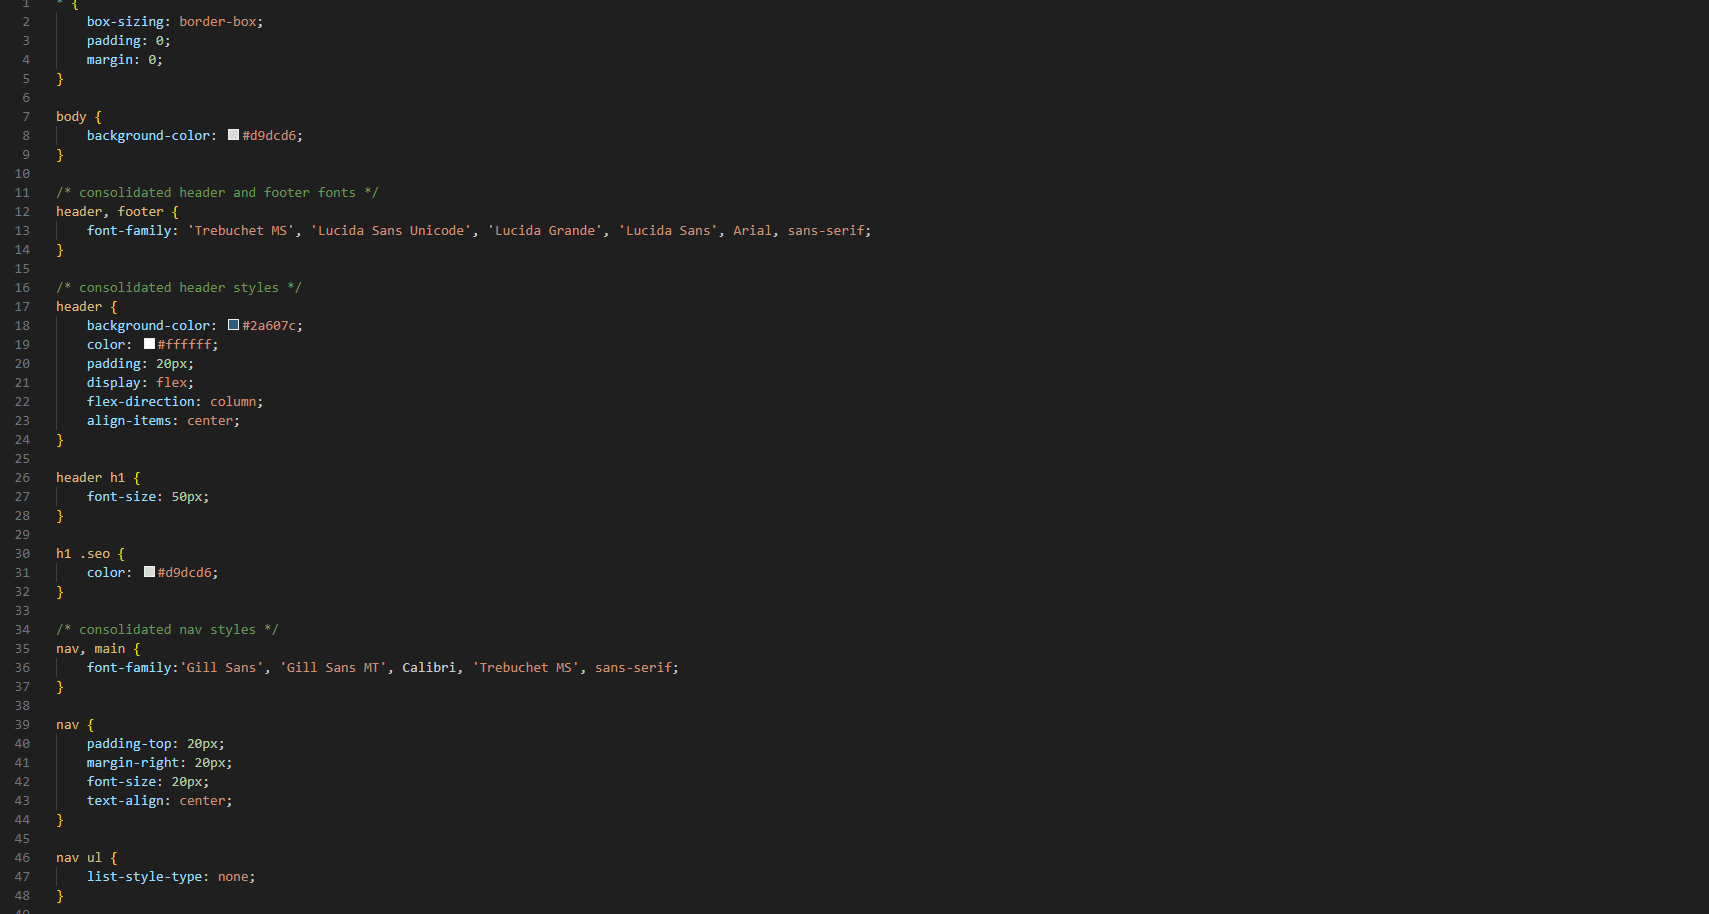 1 * {
2 box-sizing: border-box;
3 padding: 0;
4 margin: 0;
5 }
6
7 body {
8 background-color: #d9dcd6;
9 }
10
11 /* consolidated header and footer fonts */
12 header, footer {
13 font-family: 'Trebuchet MS', 'Lucida Sans Unicode', 'Lucida Grande', 'Lucida Sans', Arial, sans-serif;
14 }
15
16 /* consolidated header styles */
17 header {
18 background-color: #2a607c;
19 color: #ffffff;
20 padding: 20px;
21 display: flex;
22 flex-direction: column;
23 align-items: center;
24 }
25
26 header h1 {
27 font-size: 50px;
28 }
29
30 h1 .seo {
31 color: #d9dcd6;
32 }
33
34 /* consolidated nav styles */
35 nav, main {
36 font-family:'Gill Sans', 'Gill Sans MT', Calibri, 'Trebuchet MS', sans-serif;
37 }
38
39 nav {
40 padding-top: 20px;
41 margin-right: 20px;
42 font-size: 20px;
43 text-align: center;
44 }
45
46 nav ul {
47 list-style-type: none;
48 }
49